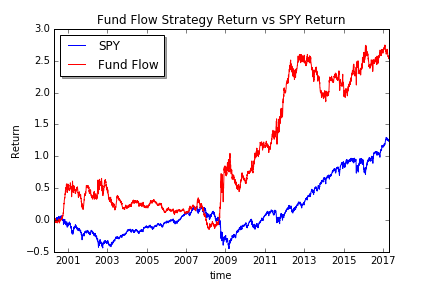 Fund Flow Strategy Return vs SPY Return
3.0
2.5
2.0
1.5
1.0
0.5
0.0
−0.5
Return
SPY
Fund Flow
2001 2003 2005 2007 2009 2011 2013 2015 2017
time